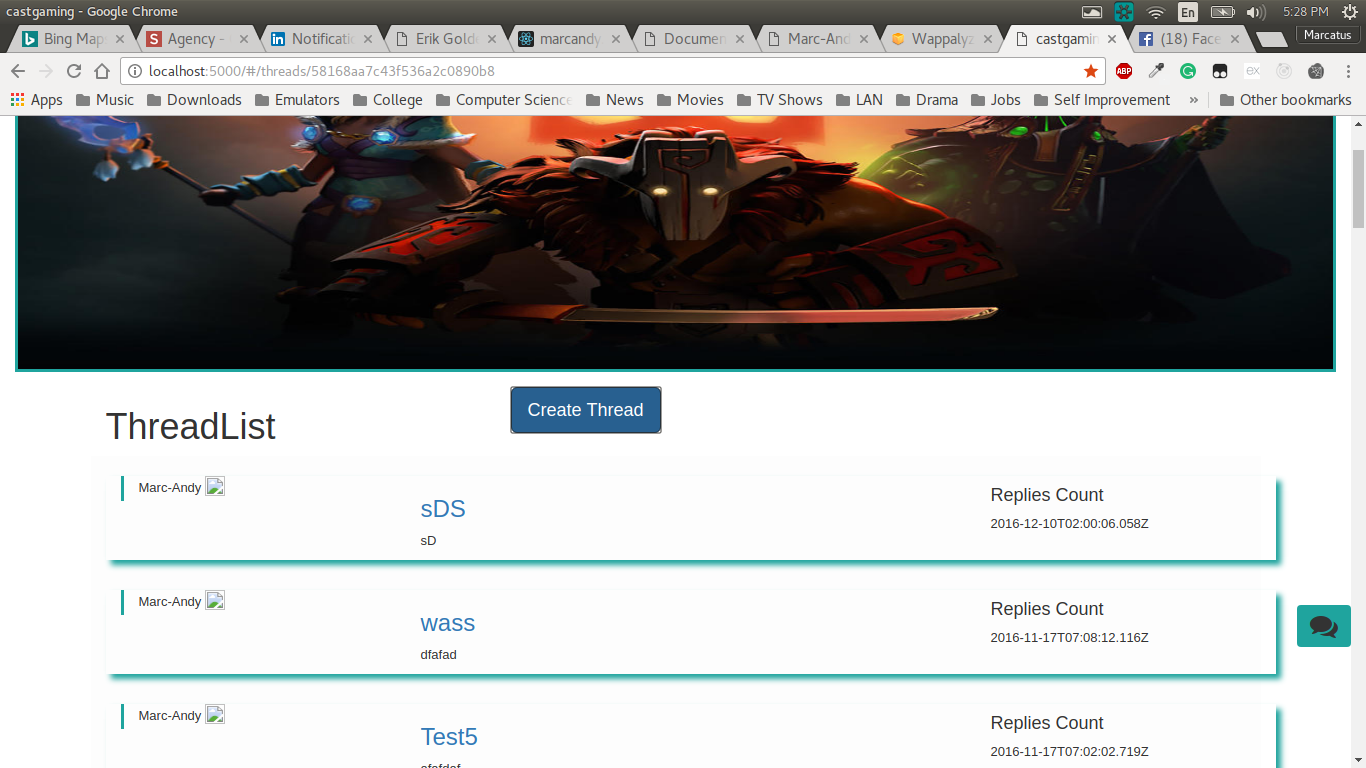 castgaming - Google Chrome En 5:28 PM
Bing Map S Agency - in Notificatio Erik Golde marcandy Documen Marc-And Wappalyz castgamin f (18) Face Marcatus
localhost:5000/#/threads/58168aa7c43f536a2c0890b8 ABP ex
Apps Music Downloads Emulators College Computer Science News Movies TV Shows LAN Drama Jobs Self Improvement » Other bookmarks
Create Thread
ThreadList
Marc-Andy
sDS
sD
Replies Count
2016-12-10T02:00:06.058Z
Marc-Andy
wass
dfafad
Replies Count
2016-11-17T07:08:12.116Z
Marc-Andy
Test5
Replies Count
2016-11-17T07:02:02.719Z